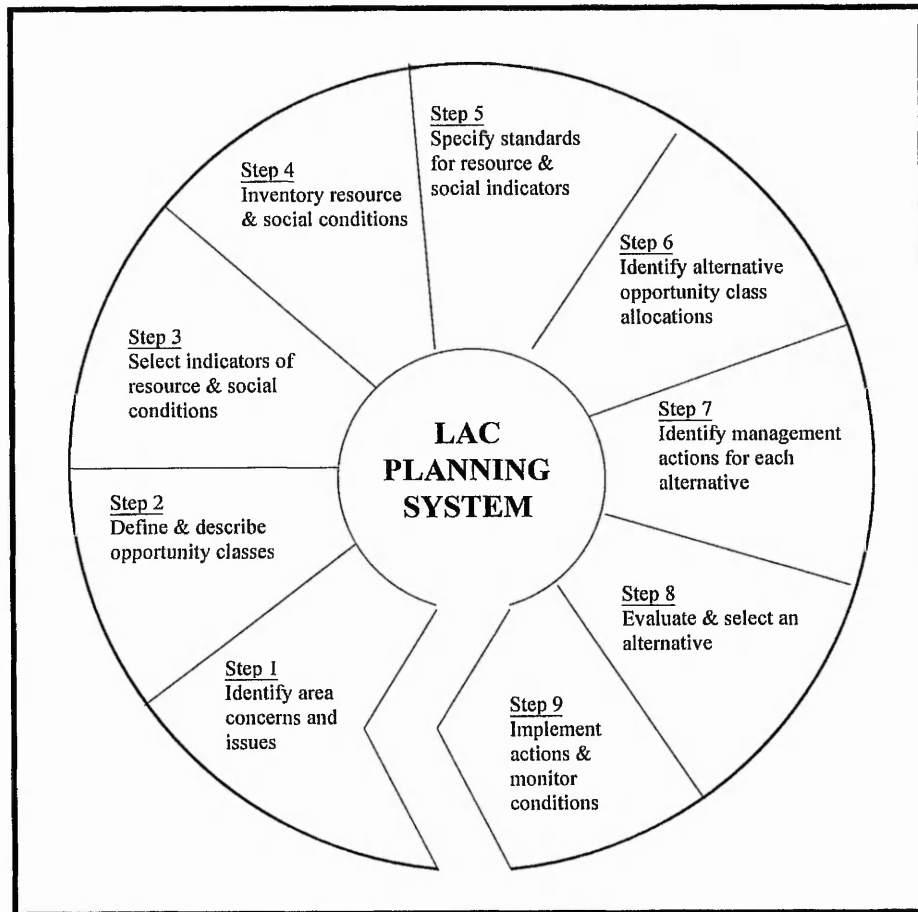 LAC
PLANNING
SYSTEM
Step 1
Identify area
concerns and
issues
Step 2
Define & describe
opportunity classes
Step 3
Select indicators of
resource & social
conditions
Step 4
Inventory resource
& social conditions
Step 5
Specify standards
for resource &
social indicators
Step 6
Identify alternative
opportunity class
allocations
Step 7
Identify management
actions for each
alternative
Step 8
Evaluate & select an
alternative
Step 9
Implement
actions &
monitor
conditions